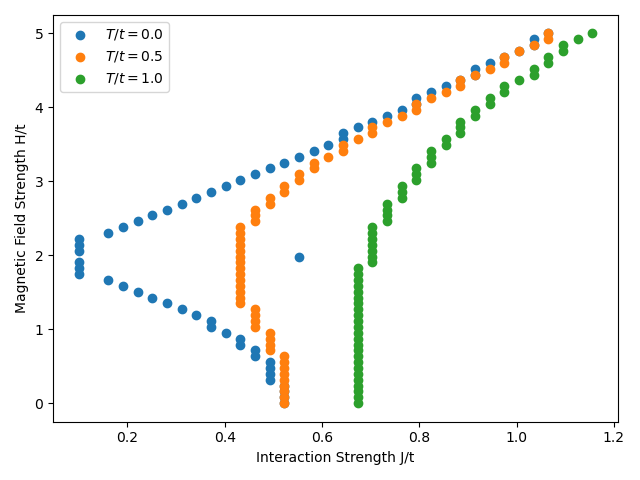 T/t = 0.0
T/t = 0.5
T/t = 1.0
5
4
3
2
1
0
Magnetic Field Strength H/t
0.2 0.4 0.6 0.8 1.0 1.2
Interaction Strength J/t